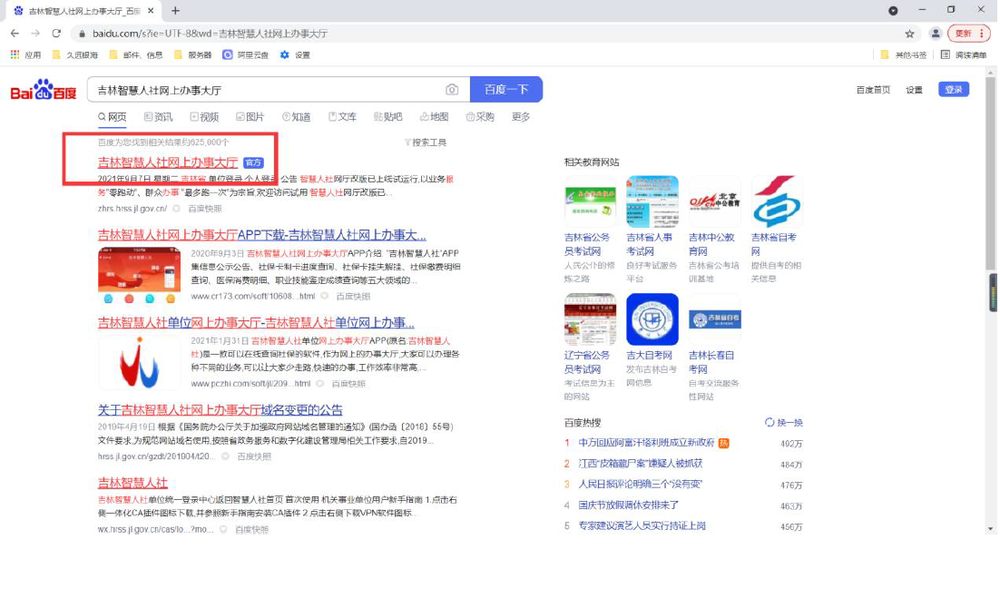 吉林智慧人社网上办事大厅_百度
baidu.com/s?ie=UTF-8&wd=吉林智慧人社网上办事大厅
更新
应用
久远银海
邮件、信息
服务器
阿里云盘
设置
其他书签
阅读清单
Bai du 百度
吉林智慧人社网上办事大厅
百度一下
百度首页
设置
登录
网页
资讯
视频
图片
知道
文库
贴吧
地图
采购
更多
百度为您找到相关结果约625,000个
搜索工具
吉林智慧人社网上办事大厅 官方
2021年9月7日 星期二 吉林省 单位登录 个人登录 公告 智慧人社网厅改版已上线试运行,以业务服
务"零跑动"、群众办事 "最多跑一次"为宗旨,欢迎访问试用 智慧人社网厅改版已...
zhrs.hrss.jl.gov.cn/ 百度快照
吉林智慧人社网上办事大厅APP下载-吉林智慧人社网上办事大...
2020年9月3日 吉林智慧人社网上办事大厅APP介绍 '吉林智慧人社'APP
集信息公示公告、社保卡制卡进度查询、社保卡挂失解挂、社保缴费明细
查询、医保消费明细、职业技能鉴定成绩查询等五大领域的...
www.cr173.com/soft/10608...html 百度快照
吉林智慧人社单位网上办事大厅-吉林智慧人社单位网上办事...
2021年1月31日 吉林智慧人社单位网上办事大厅APP(原名:吉林智慧人
社)是一款可以在线查询社保的软件,作为网上的办事大厅,大家可以办理各
种不同的业务,可以让大家少走路,快速的办事,工作效率非常高,...
www.pczhi.com/soft/jl/209...html 百度快照
关于吉林智慧人社网上办事大厅域名变更的公告
2019年4月19日 根据《国务院办公厅关于加强政府网站域名管理的通知》(国办函〔2018〕55号)
文件要求,为规范网站域名使用,按照省政务服务和数字化建设管理局相关工作要求,自2019...
hrss.jl.gov.cn/gzdt/201904/t20... 百度快照
吉林智慧人社
吉林智慧人社单位统一登录中心返回智慧人社首页 首次使用 机关事业单位用户新手指南 1.点击右
侧一体化CA插件图标下载,并参照新手指南安装CA插件 2.点击右侧下载VPN软件图标...
wx.hrss.jl.gov.cn/cas/lo...?mo... 百度快照
相关教育网站
吉林省公务
员考试网
人民公仆的修
炼之路
吉林省人事
考试网
良好考试服务
平台
北京
中公教育
吉林中公教
育网
吉林省公考培
训基地
吉林省自考
网
提供自考的相
关信息
辽宁省公务
员考试网
考试信息为主
的网站
吉大自考网
发布吉林自考
网信息
吉林省自考
吉林长春自
考网
自考交流服务
性网站
百度热搜
换一换
1 中方回应阿富汗塔利班成立新政府 热 492万
2 江西"皮箱藏尸案"嫌疑人被抓获 484万
3 人民日报评论明确三个"没有变" 476万
4 国庆节放假调休安排来了 463万
5 专家建议演艺人员实行持证上岗 456万